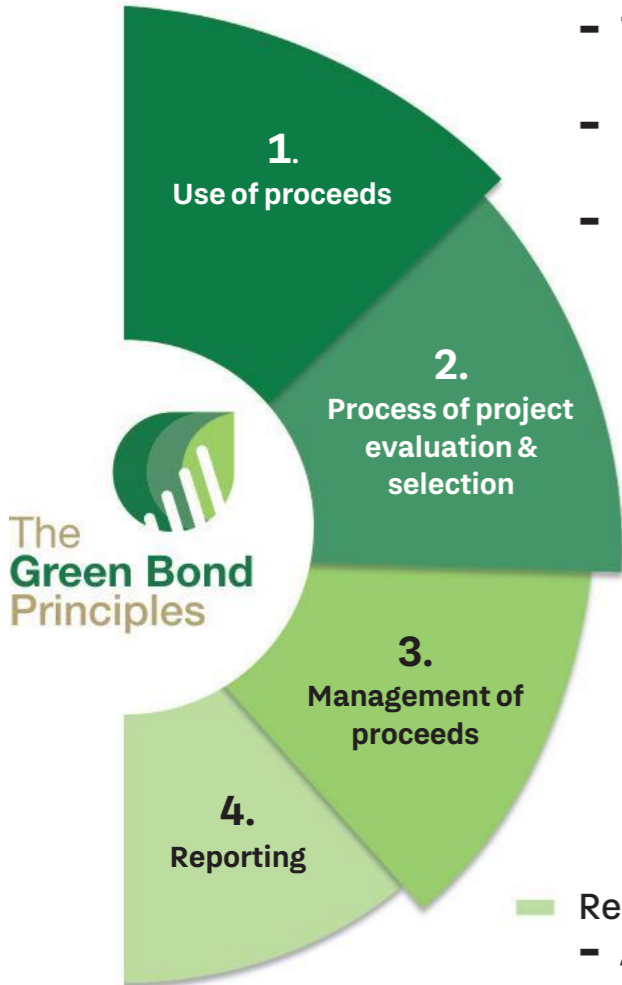 1.
Use of proceeds
2.
Process of project
evaluation &
selection
The
Green Bond
Principles
3.
Management of
proceeds
4.
Reporting
- 
-
-
Re
-